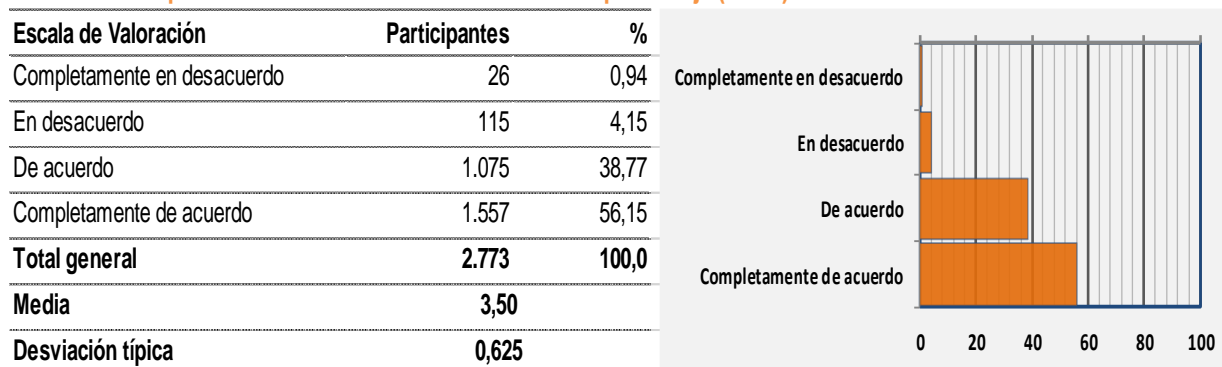 Escala de Valoración Participantes %
Completamente en desacuerdo 26 0,94
En desacuerdo 115 4,15
De acuerdo 1.075 38,77
Completamente de acuerdo 1.557 56,15
Total general 2.773 100,0
Media 3,50
Desviación típica 0,625
Completamente en desacuerdo
En desacuerdo
De acuerdo
Completamente de acuerdo
0 20 40 60 80 100